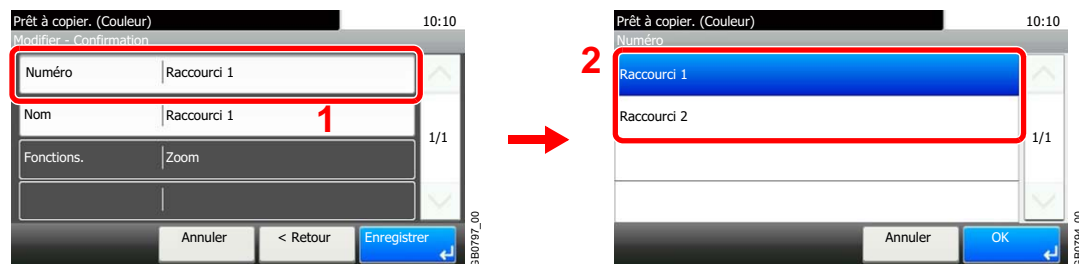 Prêt à copier. (Couleur) 10:10
Modifier - Confirmation
Numéro Raccourci 1
Nom Raccourci 1
1
1/1
Fonctions. Zoom
Annuler < Retour Enregistrer
GB0797_00
Prêt à copier. (Couleur) 10:10
Numéro
2
Raccourci 1
Raccourci 2
1/1
Annuler OK
GB0794_00